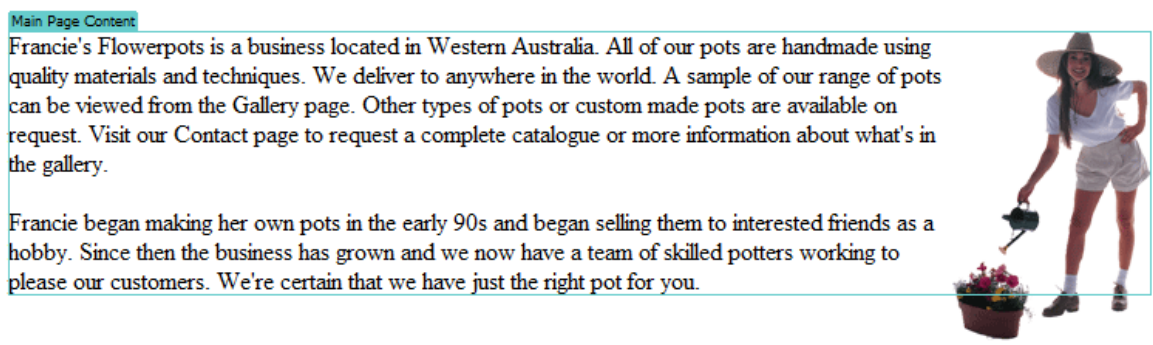 Main Page Content
Francie's Flowerpots is a business located in Western Australia. All of our pots are handmade using
quality materials and techniques. We deliver to anywhere in the world. A sample of our range of pots
can be viewed from the Gallery page. Other types of pots or custom made pots are available on
request. Visit our Contact page to request a complete catalogue or more information about what's in
the gallery.
Francie began making her own pots in the early 90s and began selling them to interested friends as a
hobby. Since then the business has grown and we now have a team of skilled potters working to
please our customers. We're certain that we have just the right pot for you.